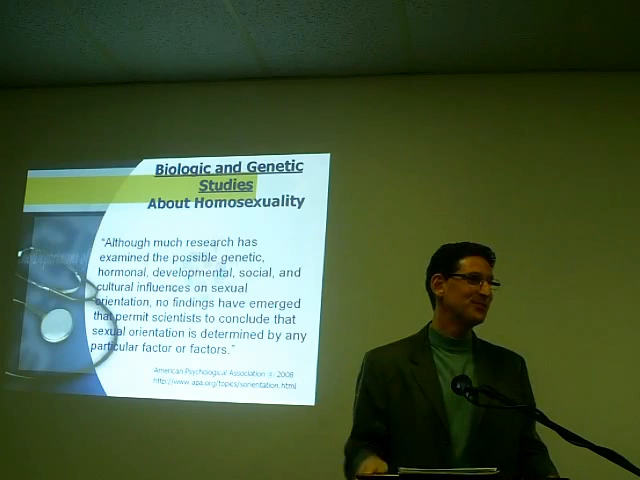 Biologic and Genetic
Studies
About Homosexuality
"Although much research has
examined the possible genetic,
hormonal, developmental, social, and
cultural influences on sexual
orientation, no findings have emerged
that permit scientists to conclude that
sexual orientation is determined by any
particular factor or factors."
American Psychological Association 2008
http://www.apa.org/topics/sorientation.html